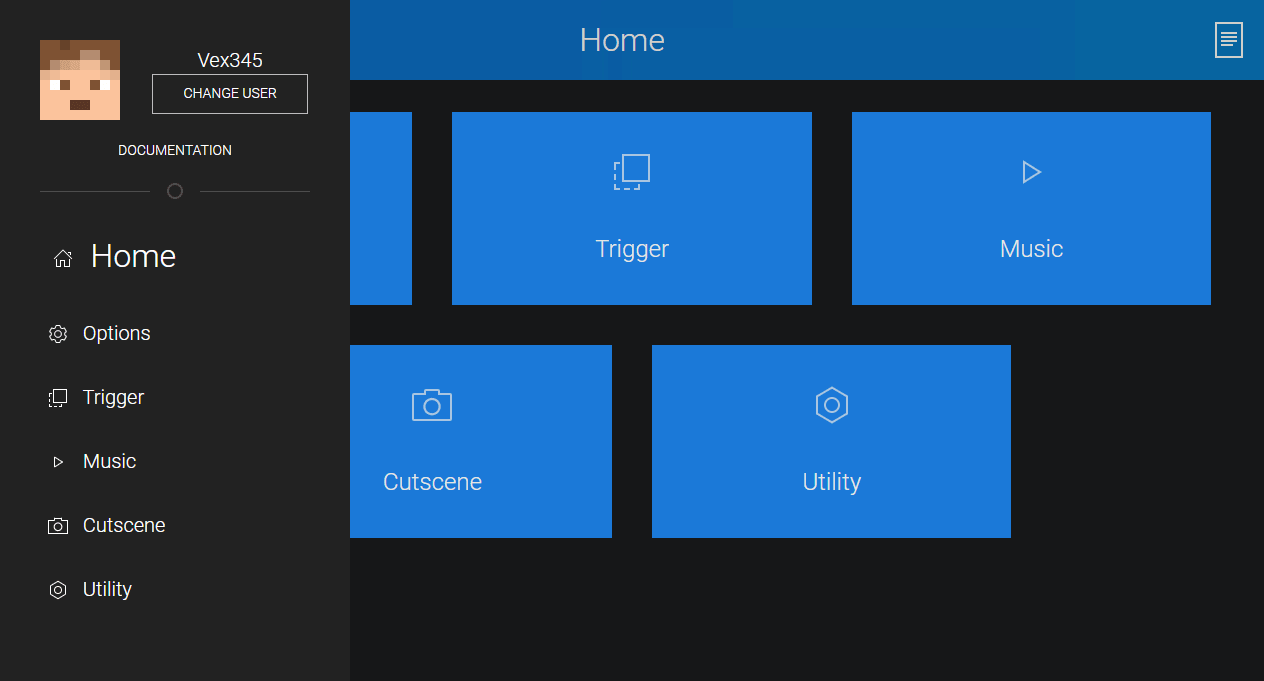 Vex345
CHANGE USER
DOCUMENTATION
Home
Options
Trigger
Music
Cutscene
Utility
Home
Trigger
Music
Cutscene
Utility